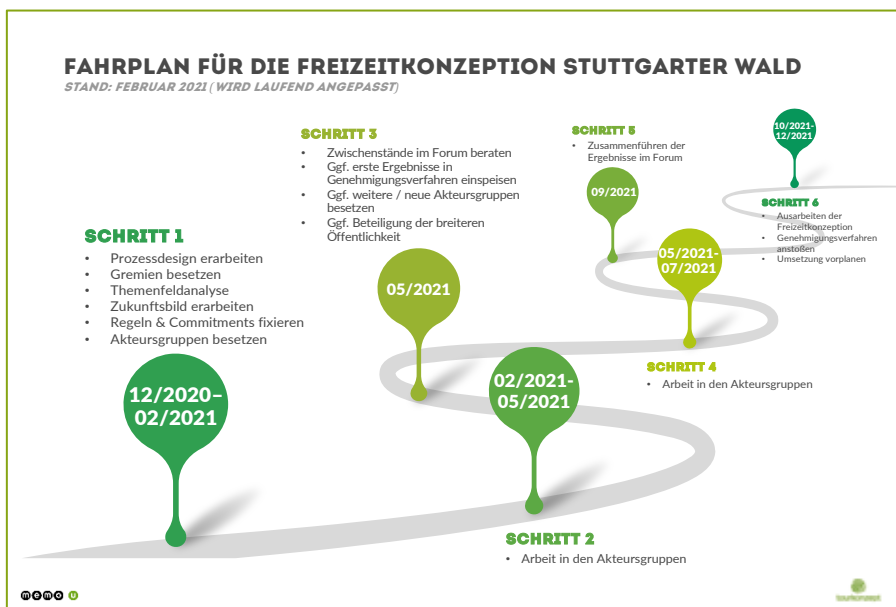 FAHRPLAN FÜR DIE FREIZEITKONZEPTION STUTTGARTER WALD
STAND: FEBRUAR 2021 ( WIRD LAUFEND ANGEPASST)
SCHRITT 1
• Prozessdesign erarbeiten
• Gremien besetzen
• Themenfeldanalyse
• Zukunftsbild erarbeiten
• Regeln & Commitments fixieren
• Akteursgruppen besetzen
12/2020–
02/2021
02/2021-
05/2021
SCHRITT 2
• Arbeit in den Akteursgruppen
SCHRITT 3
• Zwischenstände im Forum beraten
• Ggf. erste Ergebnisse in
Genehmigungsverfahren einspeisen
• Ggf. weitere / neue Akteursgruppen
besetzen
• Ggf. Beteiligung der breiteren
Öffentlichkeit
05/2021
05/2021-
07/2021
SCHRITT 4
• Arbeit in den Akteursgruppen
SCHRITT 5
• Zusammenführen der
Ergebnisse im Forum
09/2021
10/2021-
12/2021
SCHRITT 6
• Ausarbeiten der
Freizeitkonzeption
• Genehmigungsverfahren
anstoßen
• Umsetzung vorplanen
memo u
tourkonzept